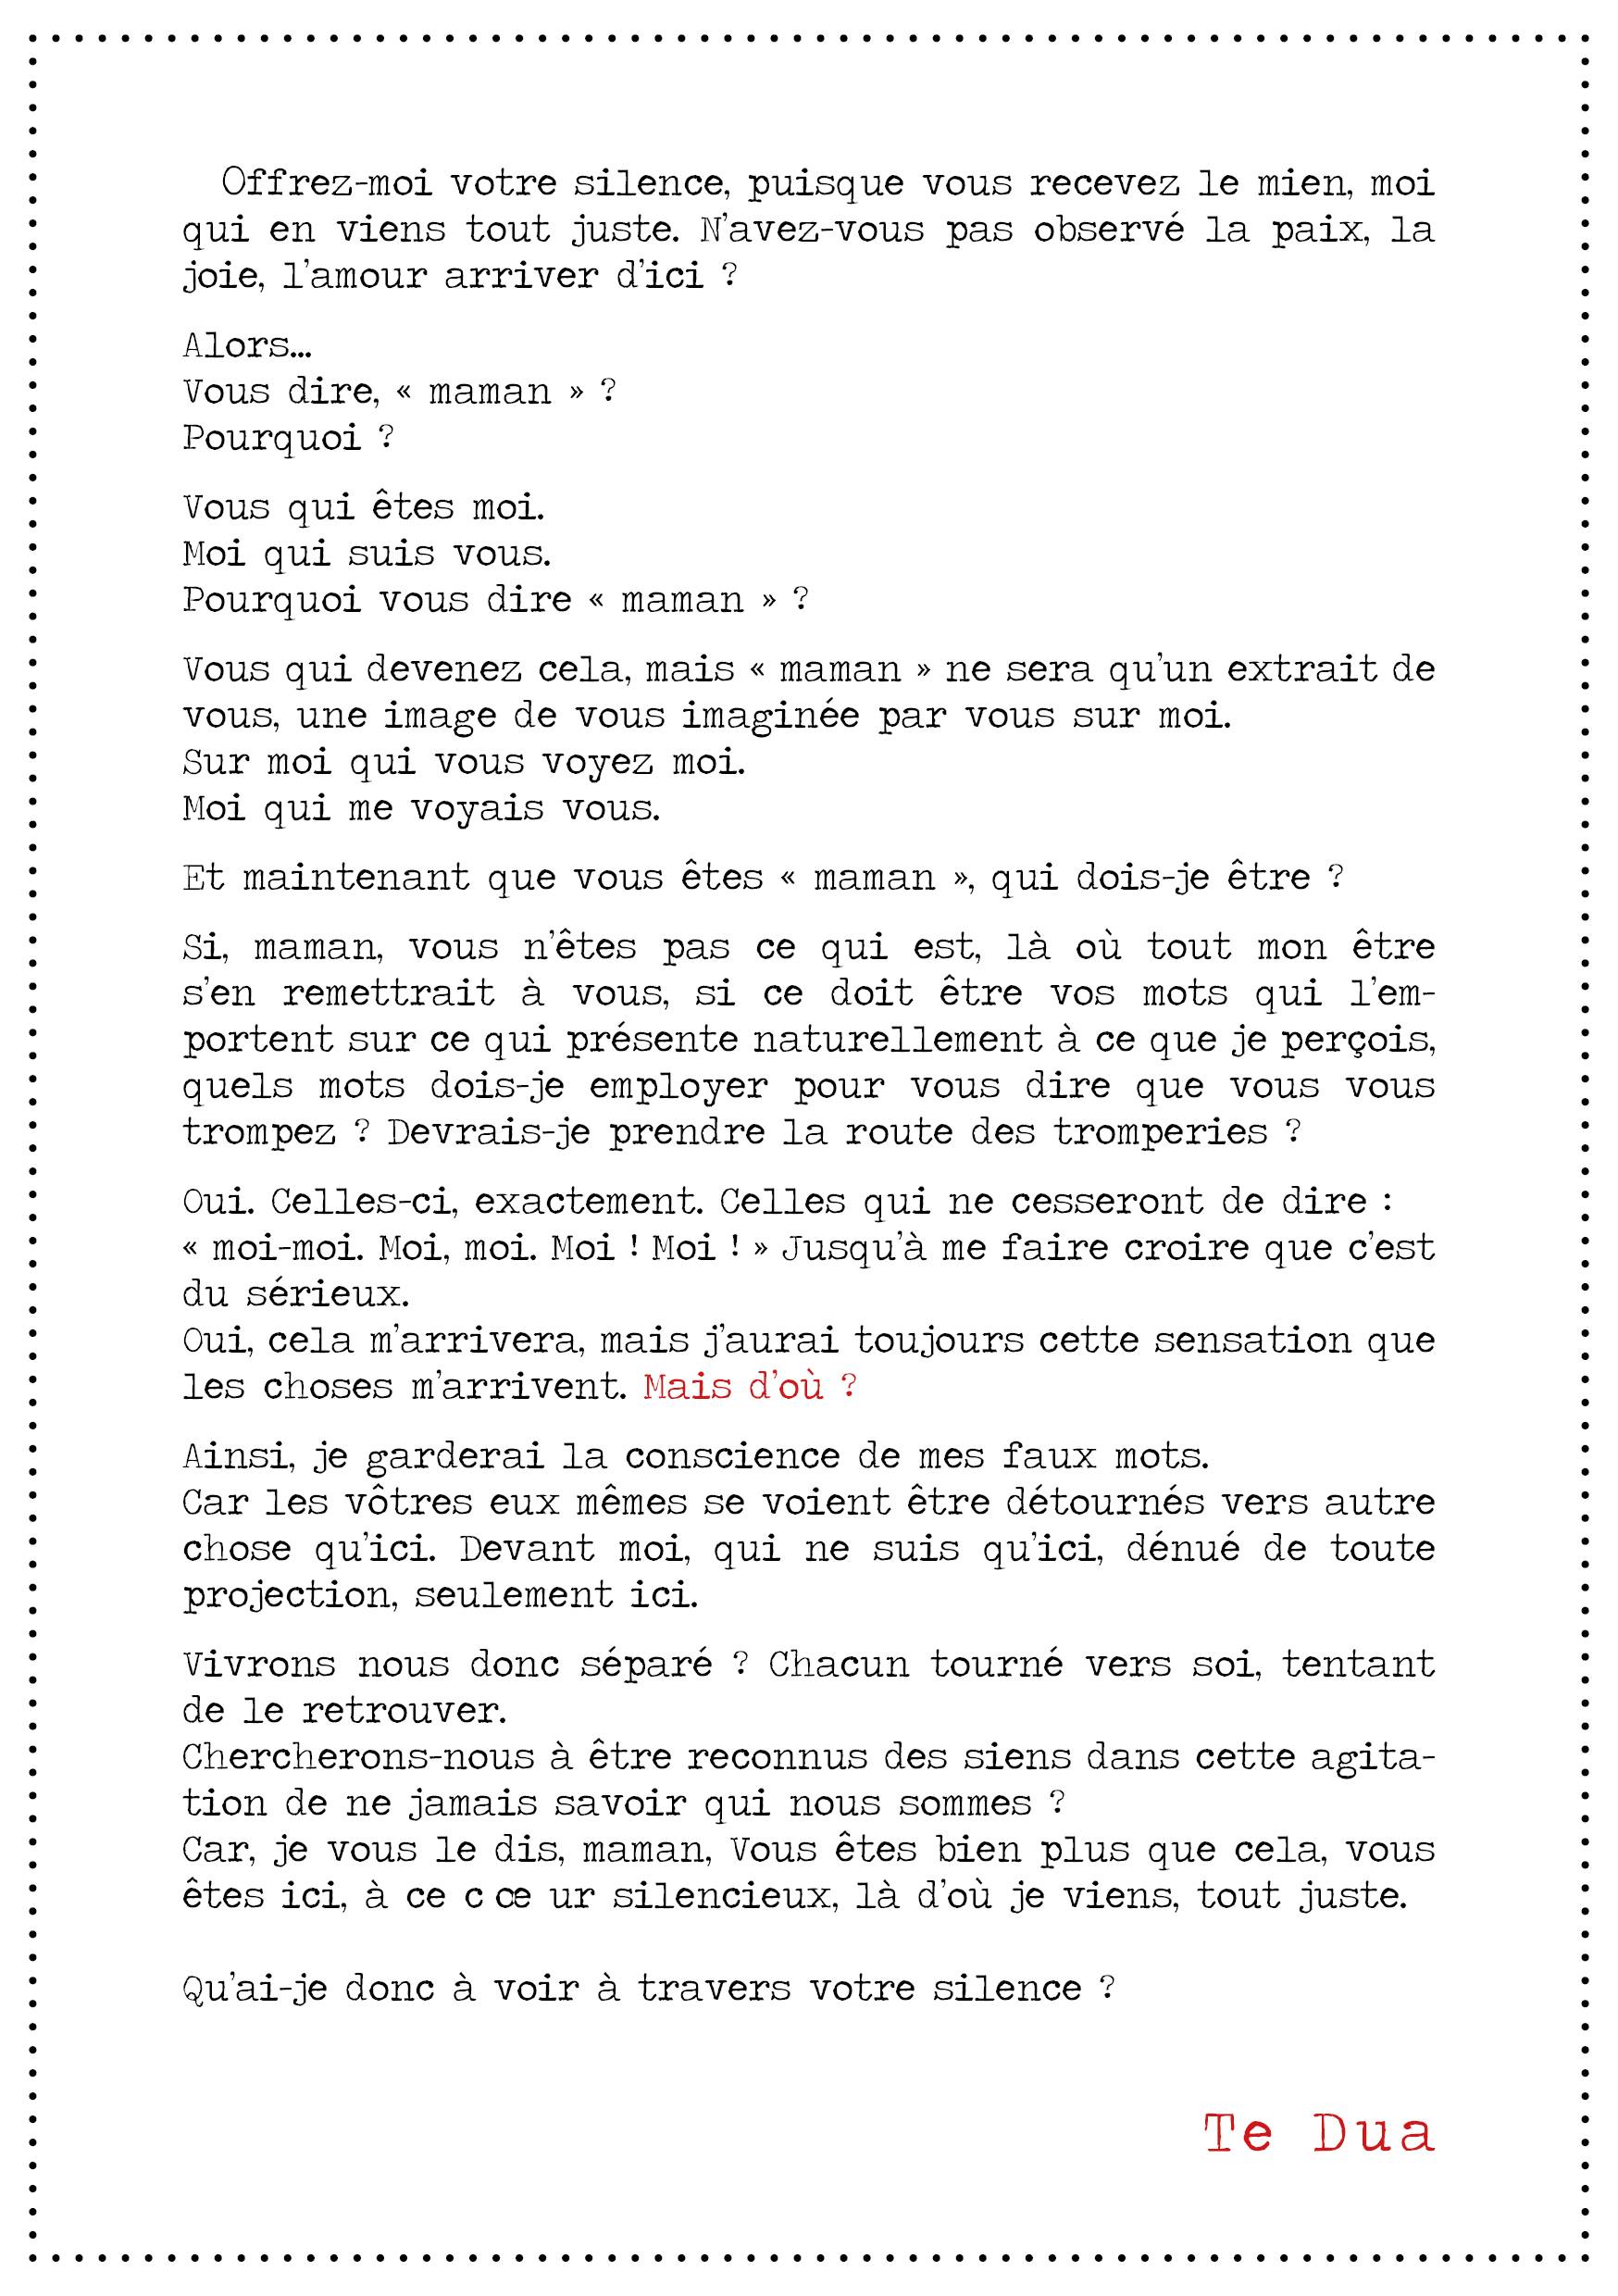 Offrez-moi votre silence, puisque vous recevez le mien, moi
qui en viens tout juste. N'avez-vous pas observé la paix, la
joie, l'amour arriver d'ici ?
Alors...
Vous dire, « maman » ?
Pourquoi ?
Vous qui êtes moi.
Moi qui suis vous.
Pourquoi vous dire « maman » ?
Vous qui devenez cela, mais « maman » ne sera qu'un extrait de
vous, une image de vous imaginée par vous sur moi.
Sur moi qui vous voyez moi.
Moi qui me voyais vous.
Et maintenant que vous êtes « maman », qui dois-je être ?
Si, maman, vous n'êtes pas ce qui est, là où tout mon être
s'en remettrait à vous, si ce doit être vos mots qui l'em-
portent sur ce qui présente naturellement à ce que je perçois,
quels mots dois-je employer pour vous dire que vous vous
trompez ? Devrais-je prendre la route des tromperies ?
Oui. Celles-ci, exactement. Celles qui ne cesseront de dire :
« moi-moi. Moi, moi. Moi ! Moi ! » Jusqu'à me faire croire que c'est
du sérieux.
Oui, cela m'arrivera, mais j'aurai toujours cette sensation que
les choses m'arrivent. Mais d'où ?
Ainsi, je garderai la conscience de mes faux mots.
Car les vôtres eux mêmes se voient être détournés vers autre
chose qu'ici. Devant moi, qui ne suis qu'ici, dénué de toute
projection, seulement ici.
Vivrons nous donc séparé ? Chacun tourné vers soi, tentant
de le retrouver.
Chercherons-nous à être reconnus des siens dans cette agita-
tion de ne jamais savoir qui nous sommes ?
Car, je vous le dis, maman, Vous êtes bien plus que cela, vous
êtes ici, à ce c œ ur silencieux, là d'où je viens, tout juste.
Qu'ai-je donc à voir à travers votre silence ?
Te Dua